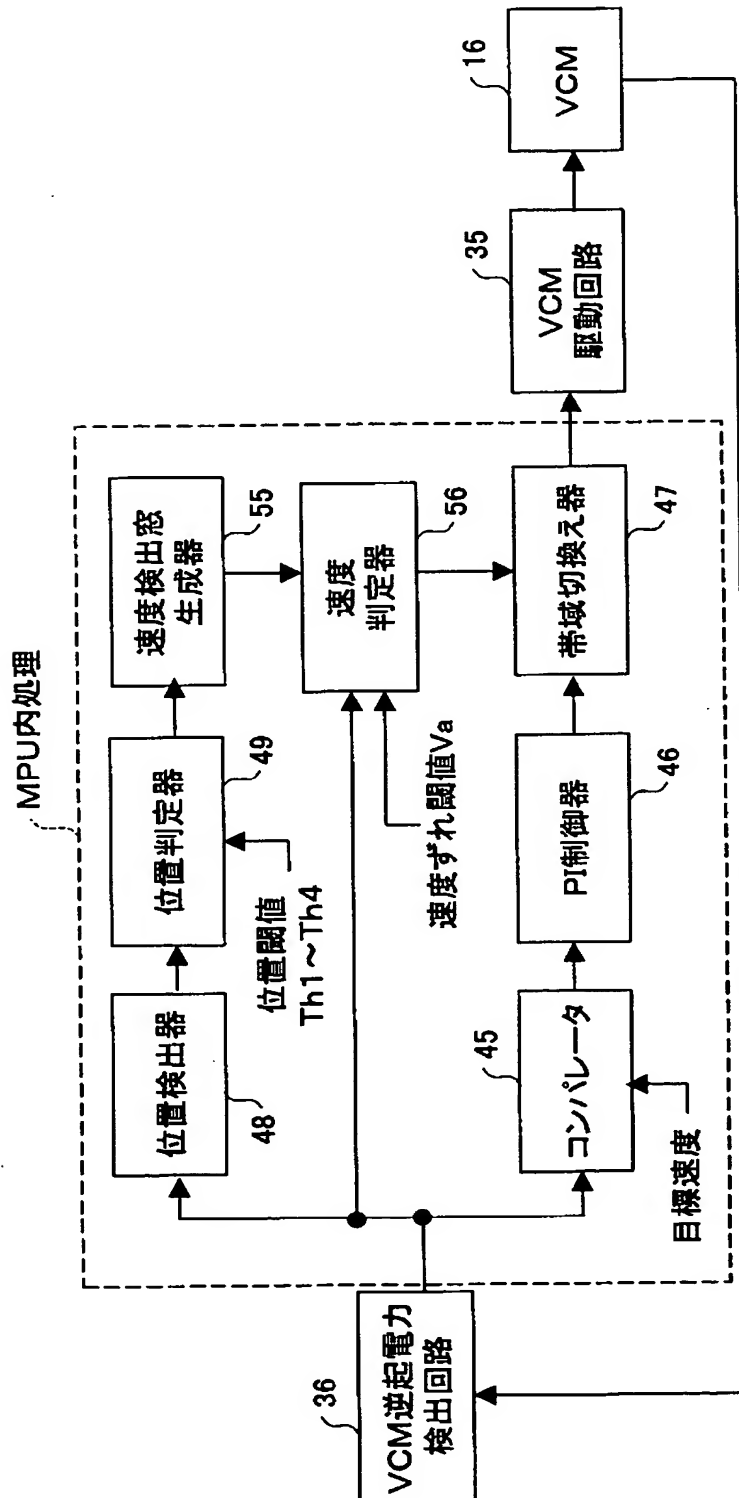 MPU内処理
36
VCM逆起電力
検出回路
位置検出器
48
位置判定器
49
位置閾値
Th1～Th4
速度検出窓
生成器
55
速度
判定器
56
速度ずれ閾値Va
コンパレータ
45
目標速度
PI制御器
46
帯域切換え器
47
VCM
駆動回路
35
VCM
16